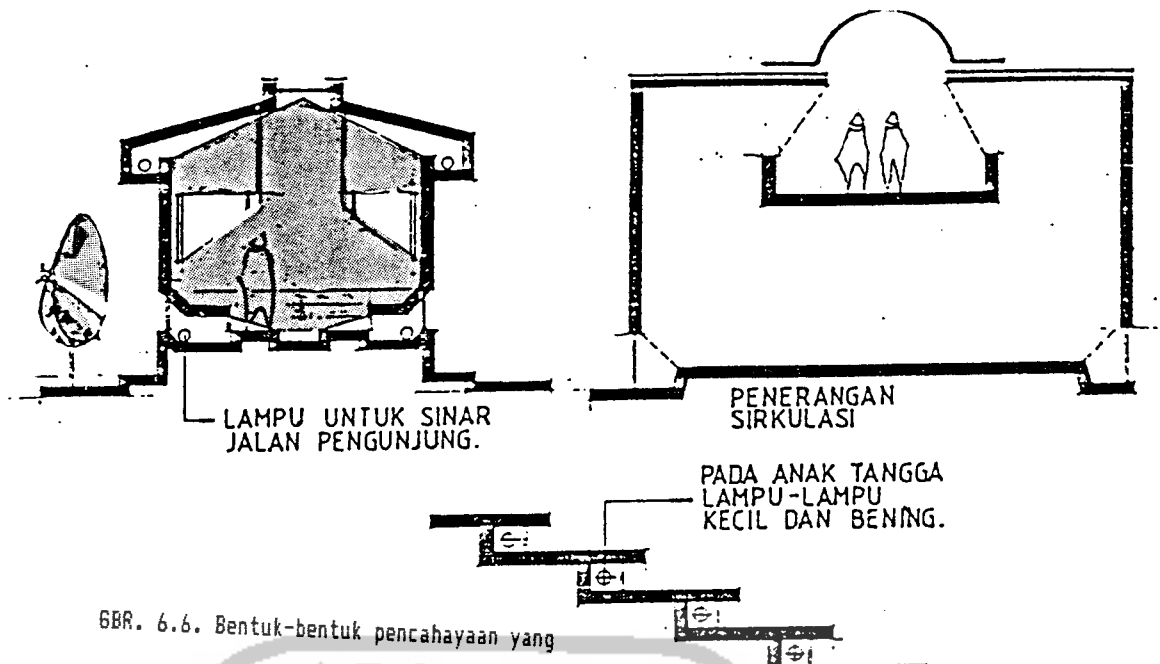 LAMPU UNTUK SINAR
JALAN PENGUNJUNG.
PENERANGAN
SIRKULASI
PADA ANAK TANGGA
LAMPU-LAMPU
KECIL DAN BENING.
GBR. 6.6. Bentuk-bentuk pencahayaan yang